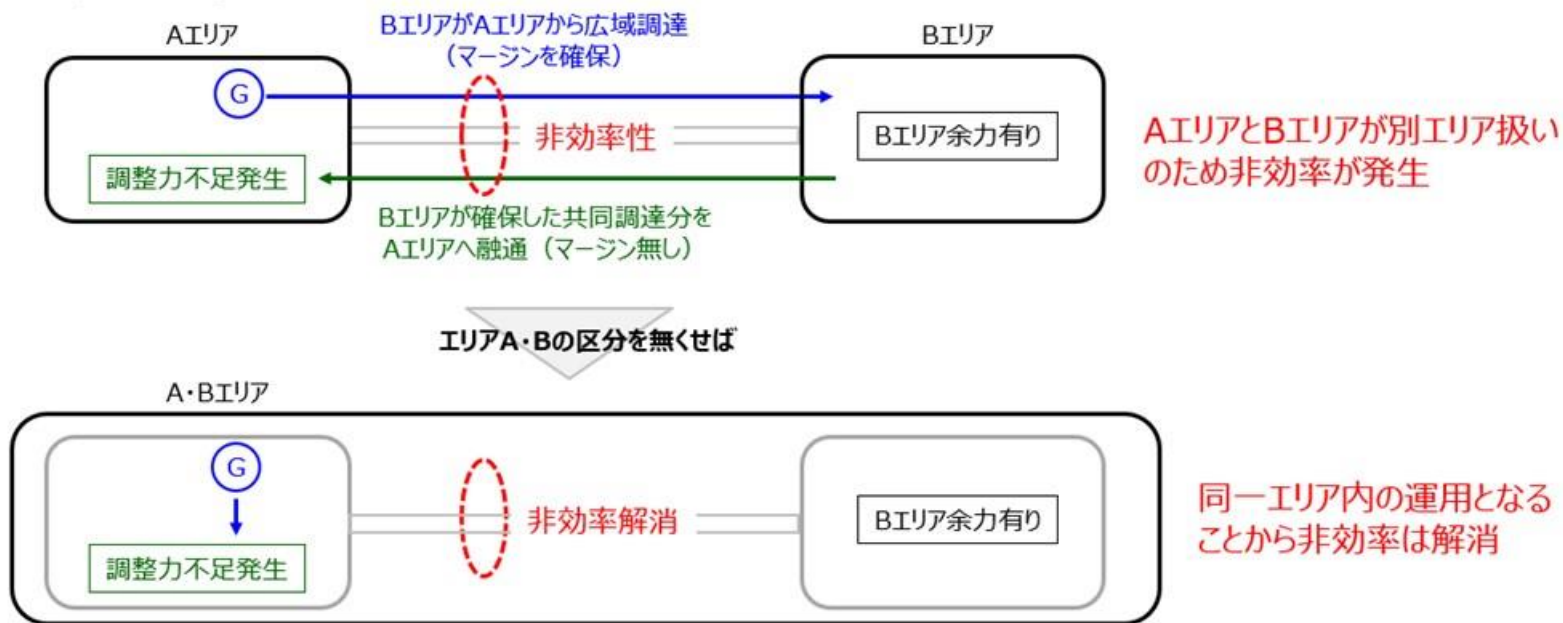 Aエリア
BエリアがAエリアから広域調達
（マージンを確保）
Bエリア
G
非効率性
Bエリア余力有り
調整力不足発生
Bエリアが確保した共同調達分を
Aエリアへ融通（マージン無し）
AエリアとBエリアが別エリア扱い
のため非効率が発生
エリアA・Bの区分を無くせば
A・Bエリア
G
非効率解消
Bエリア余力有り
調整力不足発生
同一エリア内の運用となる
ことから非効率は解消